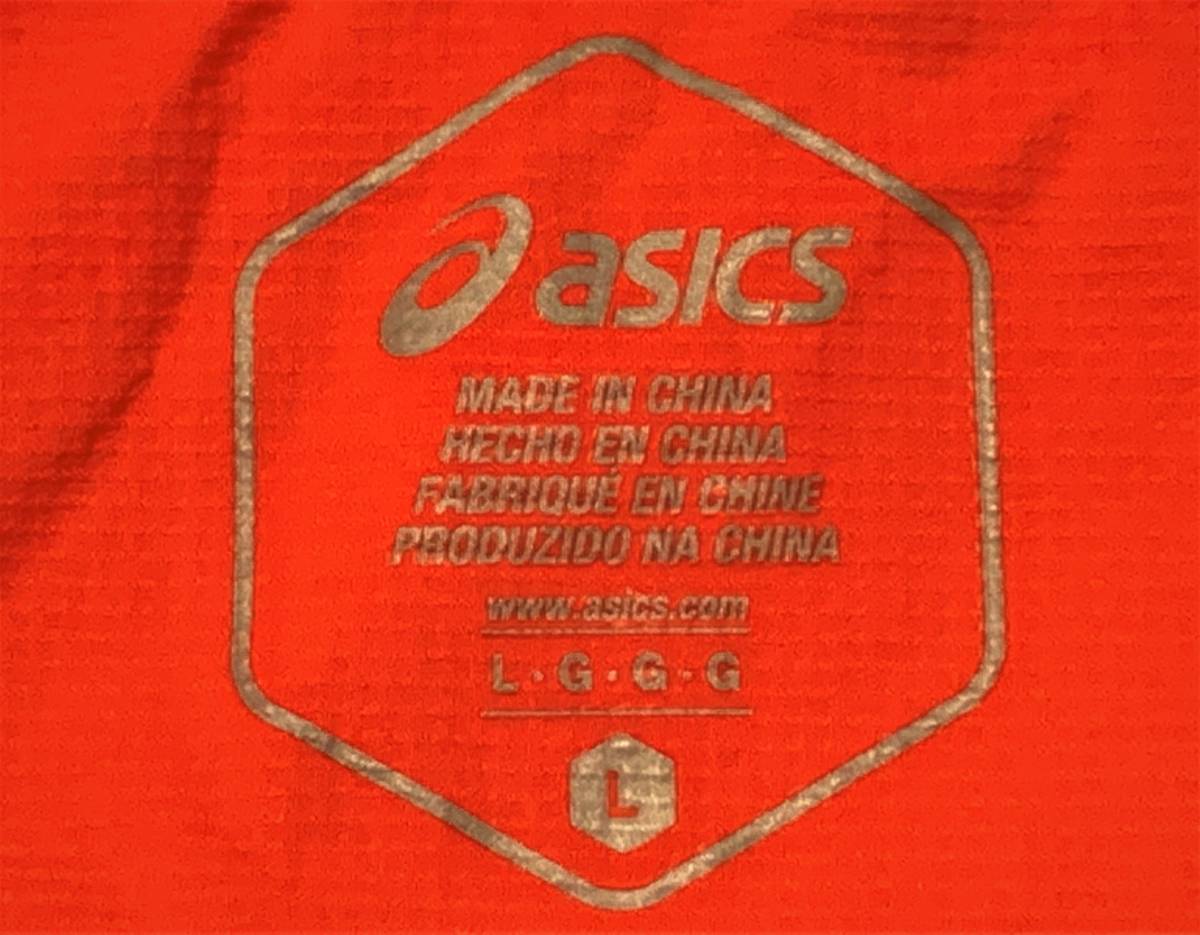 asics
MADE IN CHINA
HECHO EN CHINA
FABRIQUÉ EN CHINE
PRODUZIDO NA CHINA
www.asics.com
L · G · G · G
L